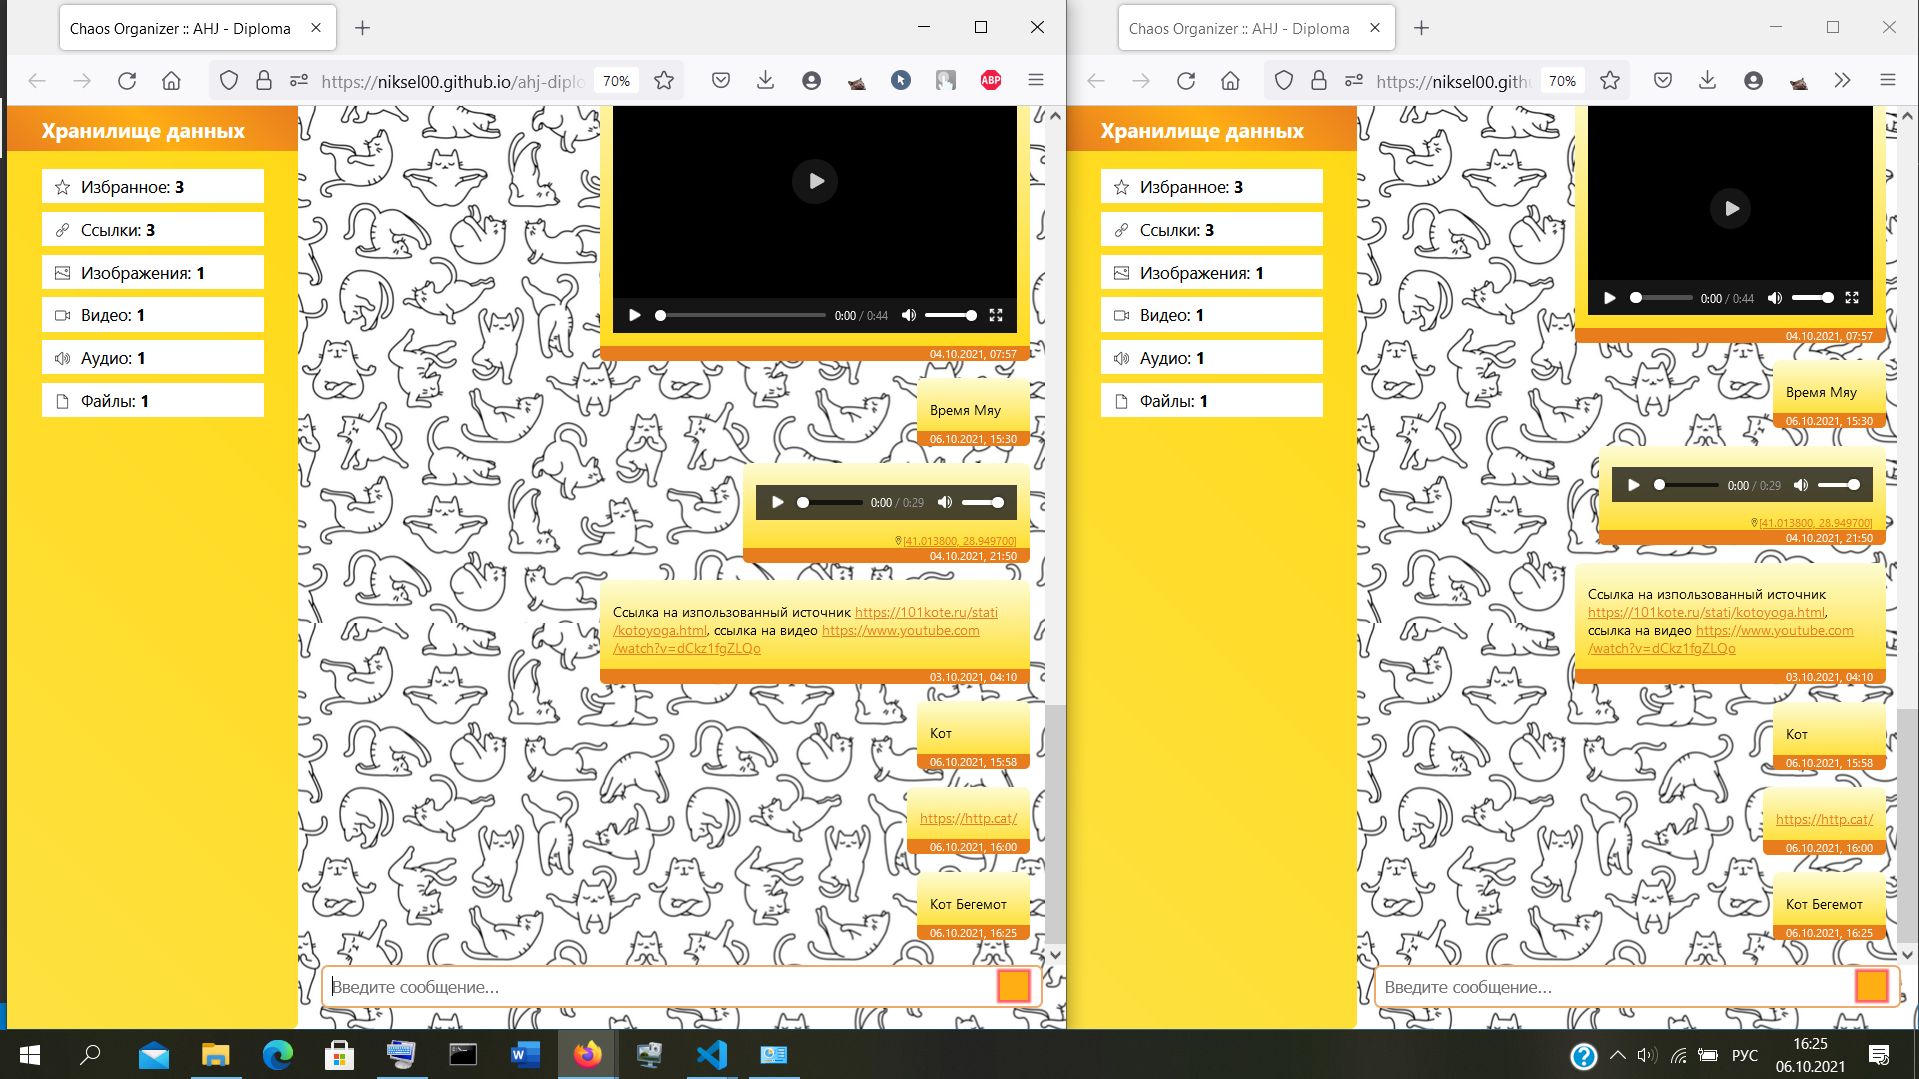 Chaos Organizer :: AHJ - Diploma
https://niksel00.github.io/ahj-diplo
70%
ABP
Хранилище данных
Избранное: 3
Ссылки: 3
Изображения: 1
Видео: 1
Аудио: 1
Файлы: 1
0:00 / 0:44
04.10.2021, 07:57
Время Мяу
06.10.2021, 15:30
0:00 / 0:29
[41.013800, 28.949700]
04.10.2021, 21:50
Ссылка на изпользованный источник https://101kote.ru/stati
/kotoyoga.html, ссылка на видео https://www.youtube.com
/watch?v=dCkz1fgZLQo
03.10.2021, 04:10
Кот
06.10.2021, 15:58
https://http.cat/
06.10.2021, 16:00
Кот Бегемот
06.10.2021, 16:25
Введите сообщение...
Chaos Organizer :: AHJ - Diploma
https://niksel00.gith
70%
Хранилище данных
Избранное: 3
Ссылки: 3
Изображения: 1
Видео: 1
Аудио: 1
Файлы: 1
0:00 / 0:44
04.10.2021, 07:57
Время Мяу
06.10.2021, 15:30
0:00 / 0:29
[41.013800, 28.949700]
04.10.2021, 21:50
Ссылка на изпользованный источник
https://101kote.ru/stati/kotoyoga.html,
ссылка на видео https://www.youtube.com
/watch?v=dCkz1fgZLQo
03.10.2021, 04:10
Кот
06.10.2021, 15:58
https://http.cat/
06.10.2021, 16:00
Кот Бегемот
06.10.2021, 16:25
Введите сообщение...
РУС
16:25
06.10.2021